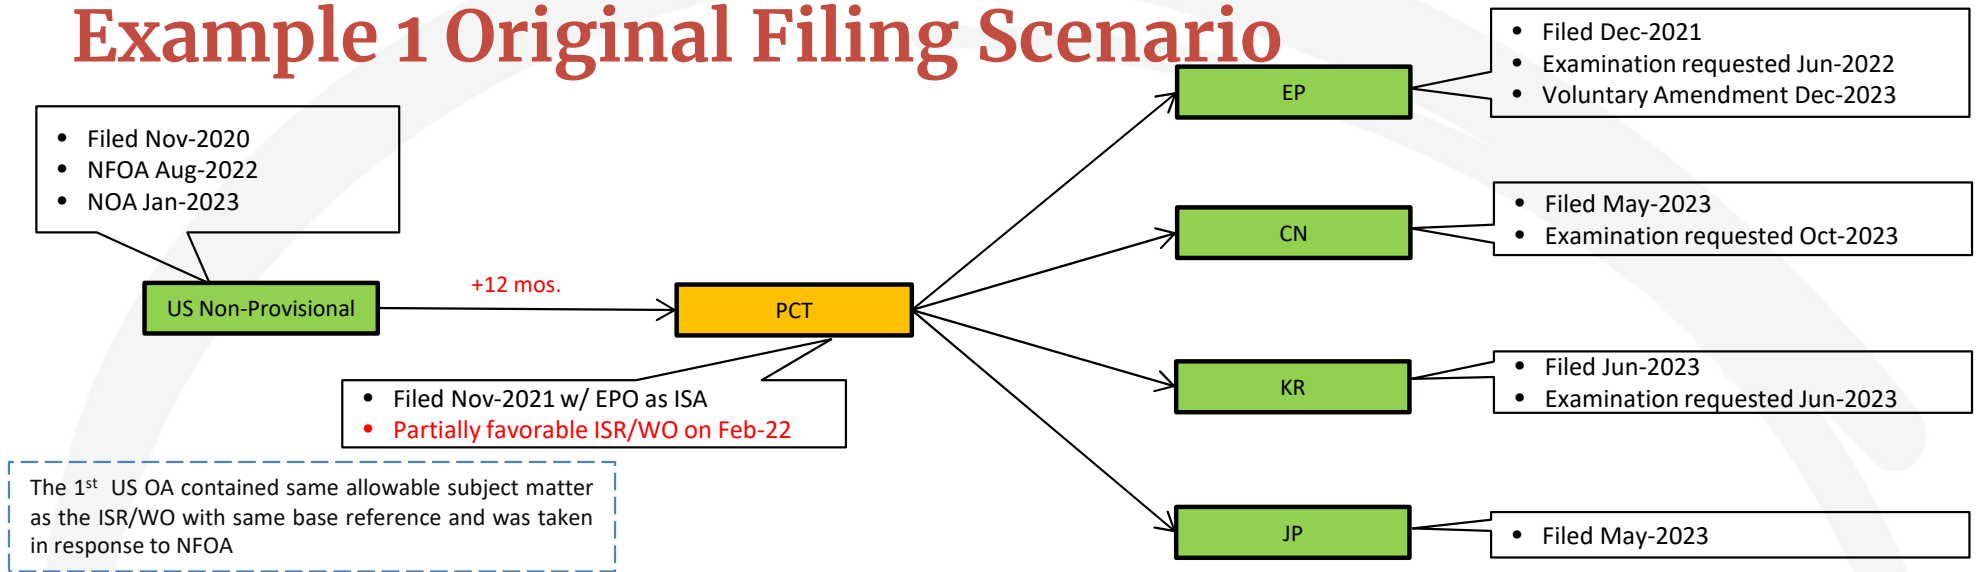 Example 1 Original Filing Scenario
• Filed Nov-2020
• NFOA Aug-2022
• NOA Jan-2023
US Non-Provisional
+12 mos.
PCT
• Filed Nov-2021 w/ EPO as ISA
• Partially favorable ISR/WO on Feb-22
The 1st US OA contained same allowable subject matter
as the ISR/WO with same base reference and was taken
in response to NFOA
EP
• Filed Dec-2021
• Examination requested Jun-2022
• Voluntary Amendment Dec-2023
CN
• Filed May-2023
• Examination requested Oct-2023
KR
• Filed Jun-2023
• Examination requested Jun-2023
JP
• Filed May-2023